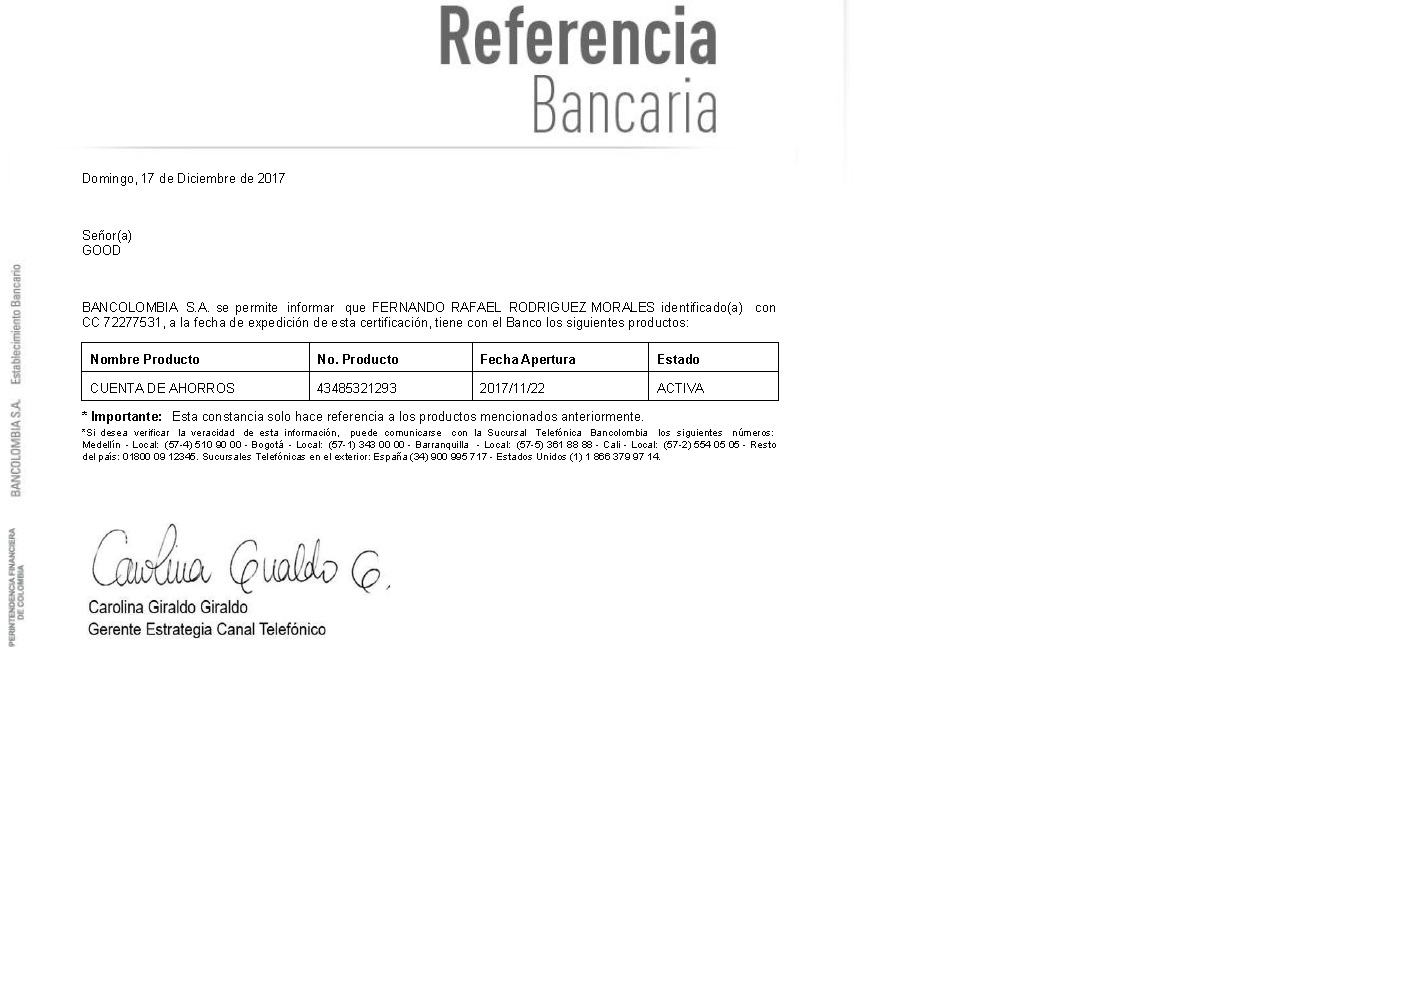 Referencia
Bancaria
Domingo, 17 de Diciembre de 2017
Señor(a)
GOOD
BANCOLOMBIA S.A. se permite informar que FERNANDO RAFAEL RODRIGUEZ MORALES identificado(a) con
CC 72277531, a la fecha de expedición de esta certificación, tiene con el Banco los siguientes productos:
Nombre Producto No. Producto Fecha Apertura Estado
CUENTA DE AHORROS 43485321293 2017/11/22 ACTIVA
* Importante: Esta constancia solo hace referencia a los productos mencionados anteriormente.
*Si desea verificar la veracidad de esta información, puede comunicarse con la Sucursal Telefónica Bancolombia los siguientes números:
Medellín - Local: (57-4) 510 90 00 - Bogotá - Local: (57-1) 343 00 00 - Barranquilla - Local: (57-5) 361 88 88 - Cali - Local: (57-2) 554 05 05 - Resto
del país: 01800 09 12345. Sucursales Telefónicas en el exterior: España (34) 900 995 717 - Estados Unidos (1) 1 866 379 97 14.
Carolina Giraldo G.
Carolina Giraldo Giraldo
Gerente Estrategia Canal Telefónico
PERINTENDENCIA FINANCIERA
DE COLOMBIA
BANCOLOMBIA S.A. Establecimiento Bancario